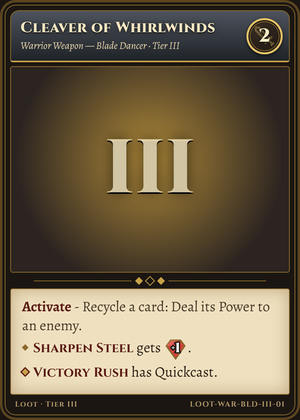 Cleaver of Whirlwinds
Warrior Weapon — Blade Dancer · Tier III
2
III
Activate - Recycle a card: Deal its Power to
an enemy.
Sharpen Steel gets +1 .
Victory Rush has Quickcast.
Loot · Tier III
LOOT-WAR-BLD-III-01